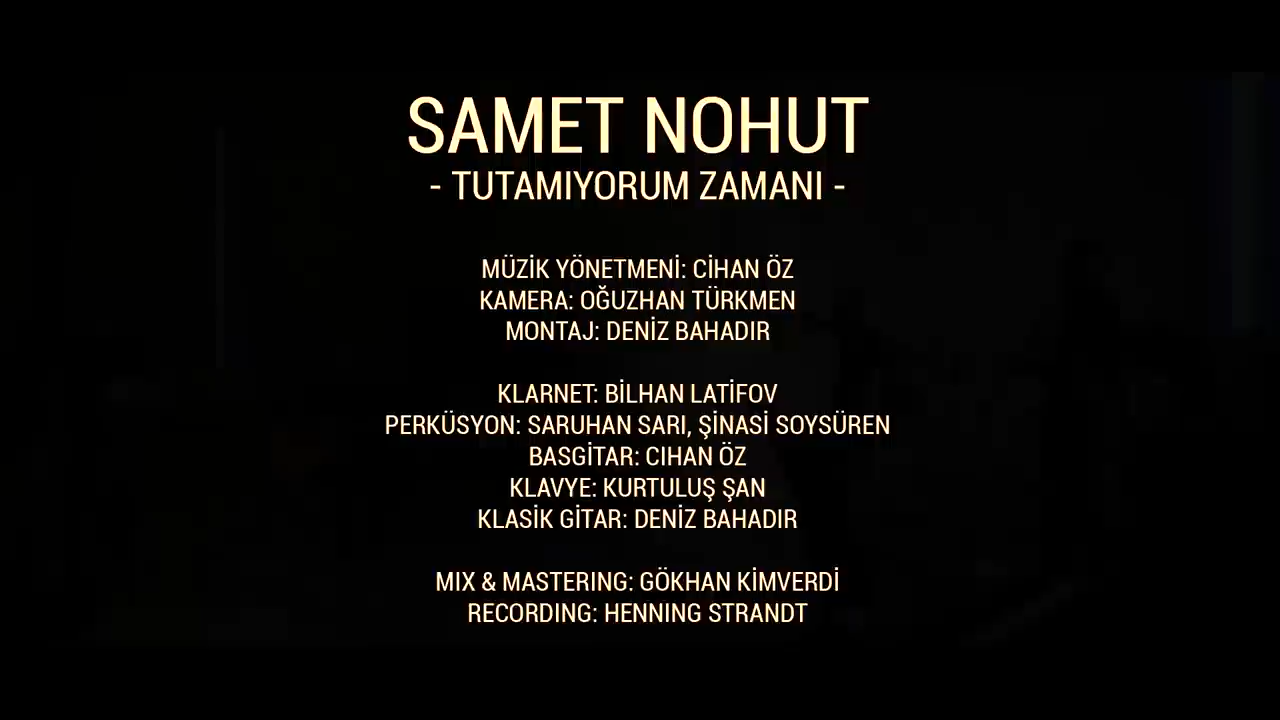 SAMET NOHUT
- TUTAMIYORUM ZAMANI -
MÜZİK YÖNETMENİ: CİHAN ÖZ
KAMERA: OĞUZHAN TÜRKMEN
MONTAJ: DENİZ BAHADIR
KLARNET: BİLHAN LATİFOV
PERKÜSYON: SARUHAN SARI, ŞİNASİ SOYSÜREN
BASGİTAR: CIHAN ÖZ
KLAVYE: KURTULUŞ ŞAN
KLASİK GİTAR: DENİZ BAHADIR
MIX & MASTERING: GÖKHAN KİMVERDİ
RECORDING: HENNING STRANDT